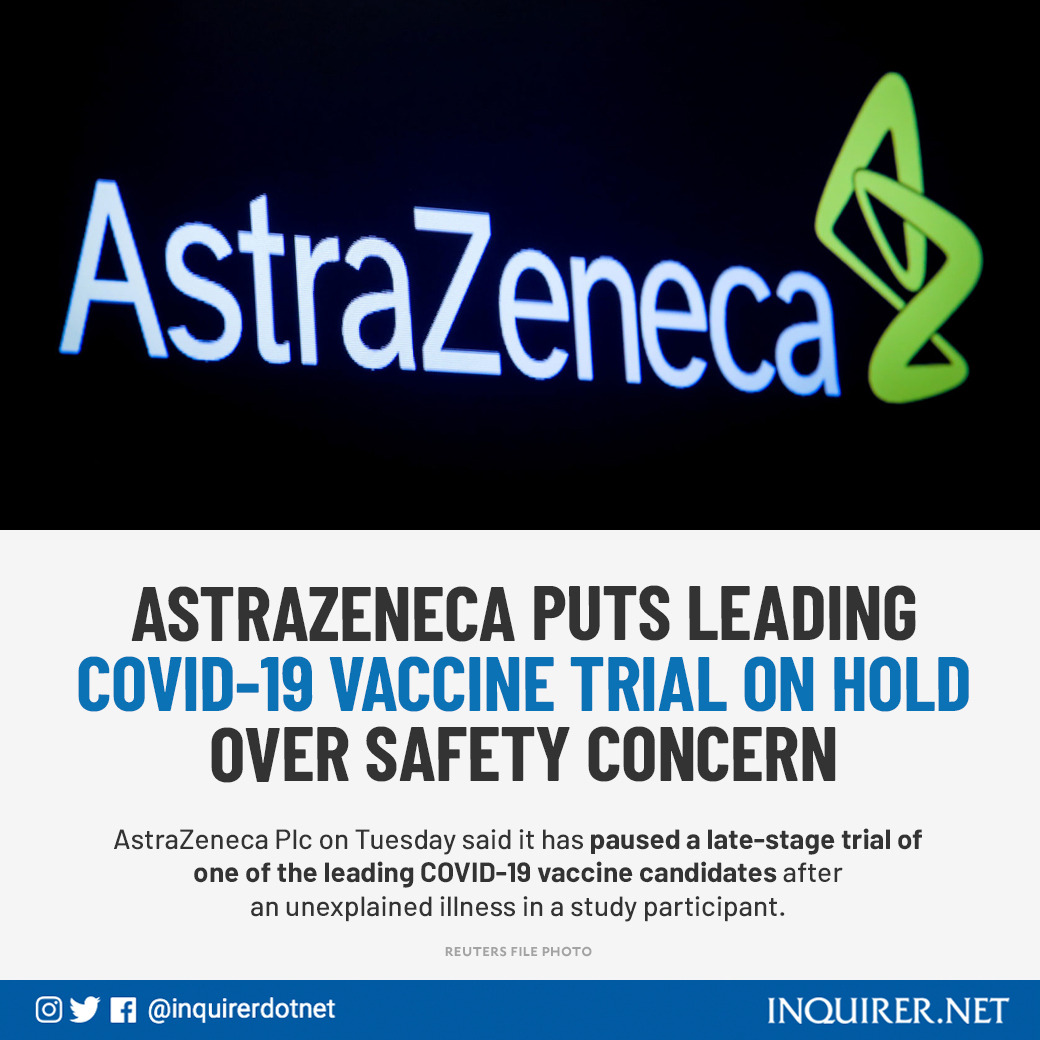 AstraZeneca
ASTRAZENECA PUTS LEADING
COVID-19 VACCINE TRIAL ON HOLD
OVER SAFETY CONCERN
AstraZeneca Plc on Tuesday said it has paused a late-stage trial of
one of the leading COVID-19 vaccine candidates after
an unexplained illness in a study participant.
REUTERS FILE PHOTO
@inquirerdotnet
INQUIRER.NET